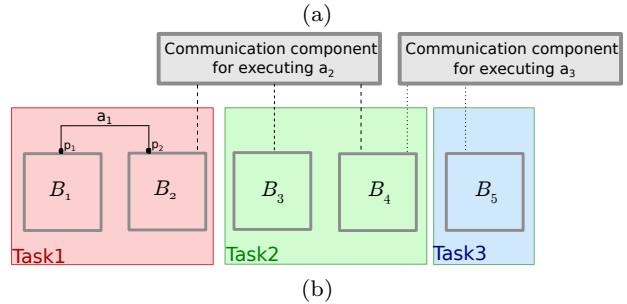 (a)
Communication component
for executing a₂
Communication component
for executing a₃
a₁
p₁
p₂
B₁
B₂
B₃
B₄
B₅
Task1
Task2
Task3
(b)